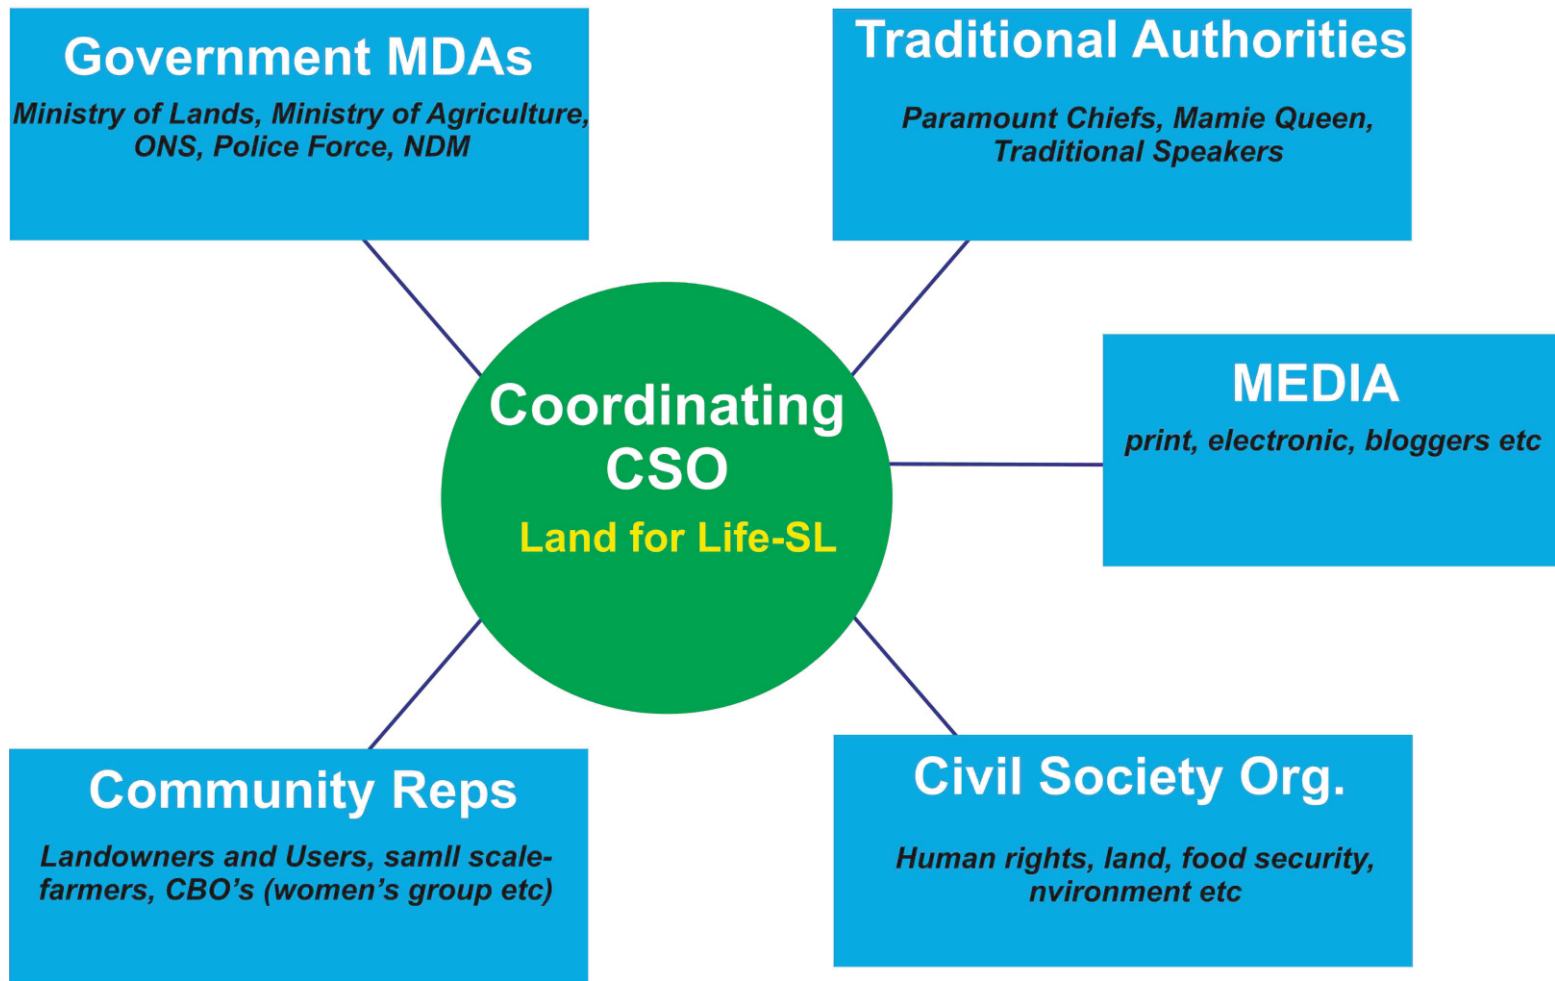 Government MDAs
Ministry of Lands, Ministry of Agriculture,
ONS, Police Force, NDM
Traditional Authorities
Paramount Chiefs, Mamie Queen,
Traditional Speakers
MEDIA
print, electronic, bloggers etc
Coordinating
CSO
Land for Life-SL
Community Reps
Landowners and Users, samll scale-
farmers, CBO’s (women’s group etc)
Civil Society Org.
Human rights, land, food security,
nvironment etc